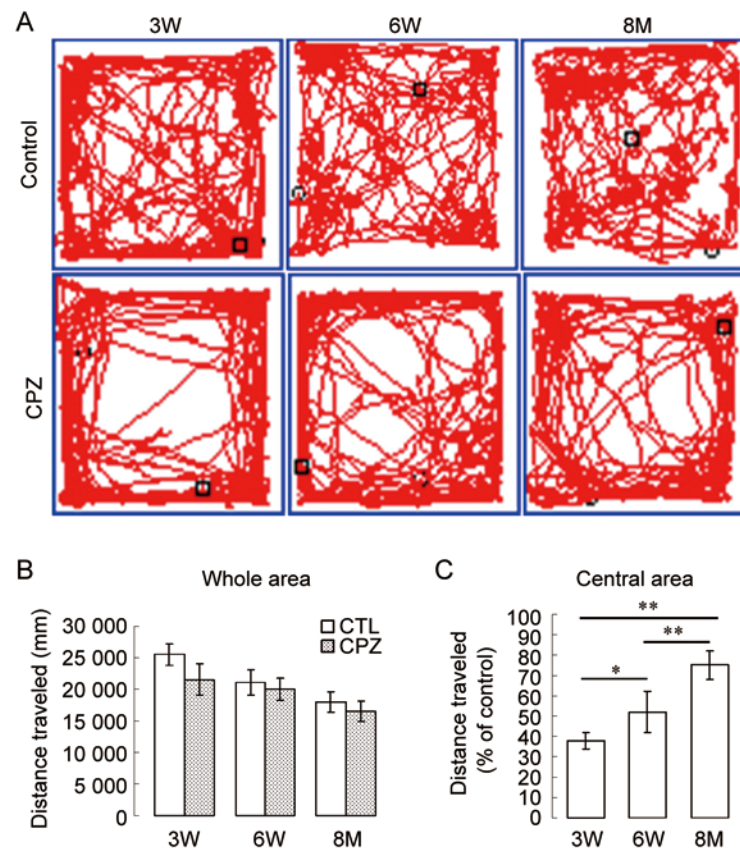 A
3W 6W 8M
Control
CPZ
B
Whole area
Distance traveled (mm)
30 000
25 000
20 000
15 000
10 000
5 000
0
CTL
CPZ
3W 6W 8M
C
Central area
Distance traveled
(% of control)
100
90
80
70
60
50
40
30
20
10
0
**
**
*
3W 6W 8M